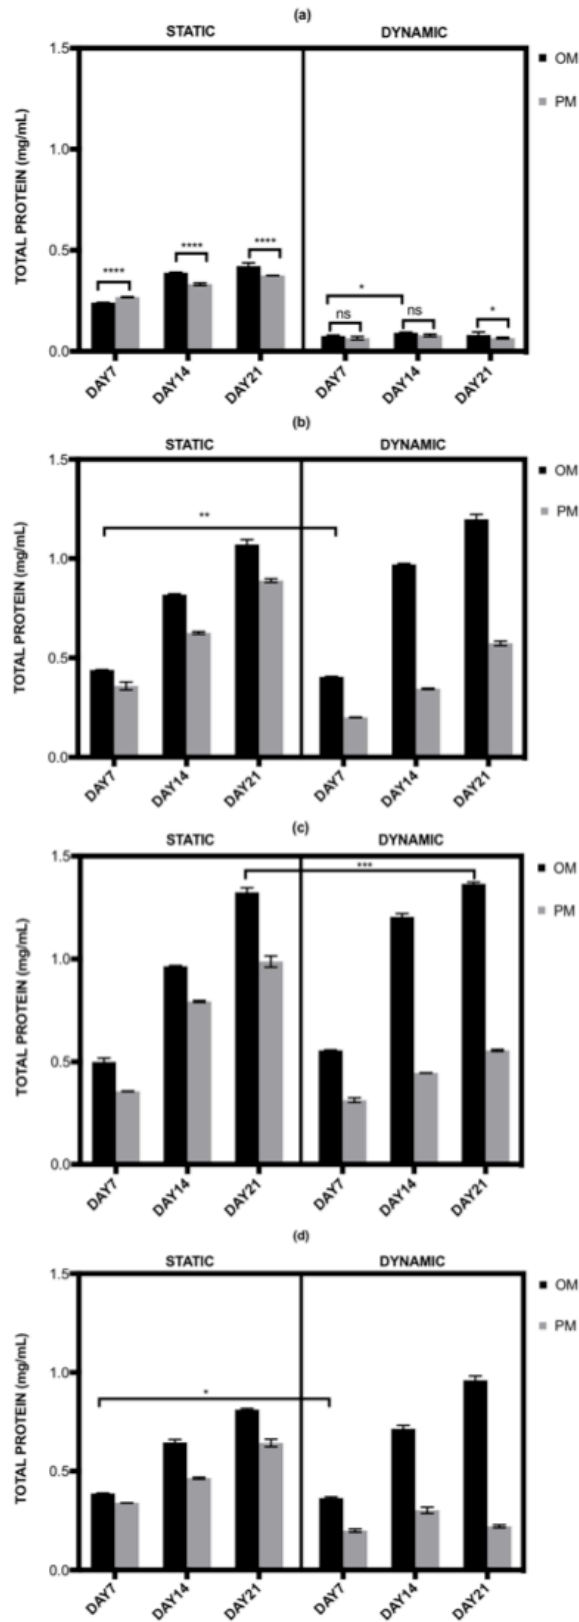 (a)
STATIC DYNAMIC
OM
PM
TOTAL PROTEIN (mg/mL)
1.5
1.0
0.5
0.0
**** **** **** * ns ns *
DAY7 DAY14 DAY21 DAY7 DAY14 DAY21
(b)
STATIC DYNAMIC
OM
PM
TOTAL PROTEIN (mg/mL)
1.5
1.0
0.5
0.0
**
DAY7 DAY14 DAY21 DAY7 DAY14 DAY21
(c)
STATIC DYNAMIC
OM
PM
TOTAL PROTEIN (mg/mL)
1.5
1.0
0.5
0.0
***
DAY7 DAY14 DAY21 DAY7 DAY14 DAY21
(d)
STATIC DYNAMIC
OM
PM
TOTAL PROTEIN (mg/mL)
1.5
1.0
0.5
0.0
*
DAY7 DAY14 DAY21 DAY7 DAY14 DAY21